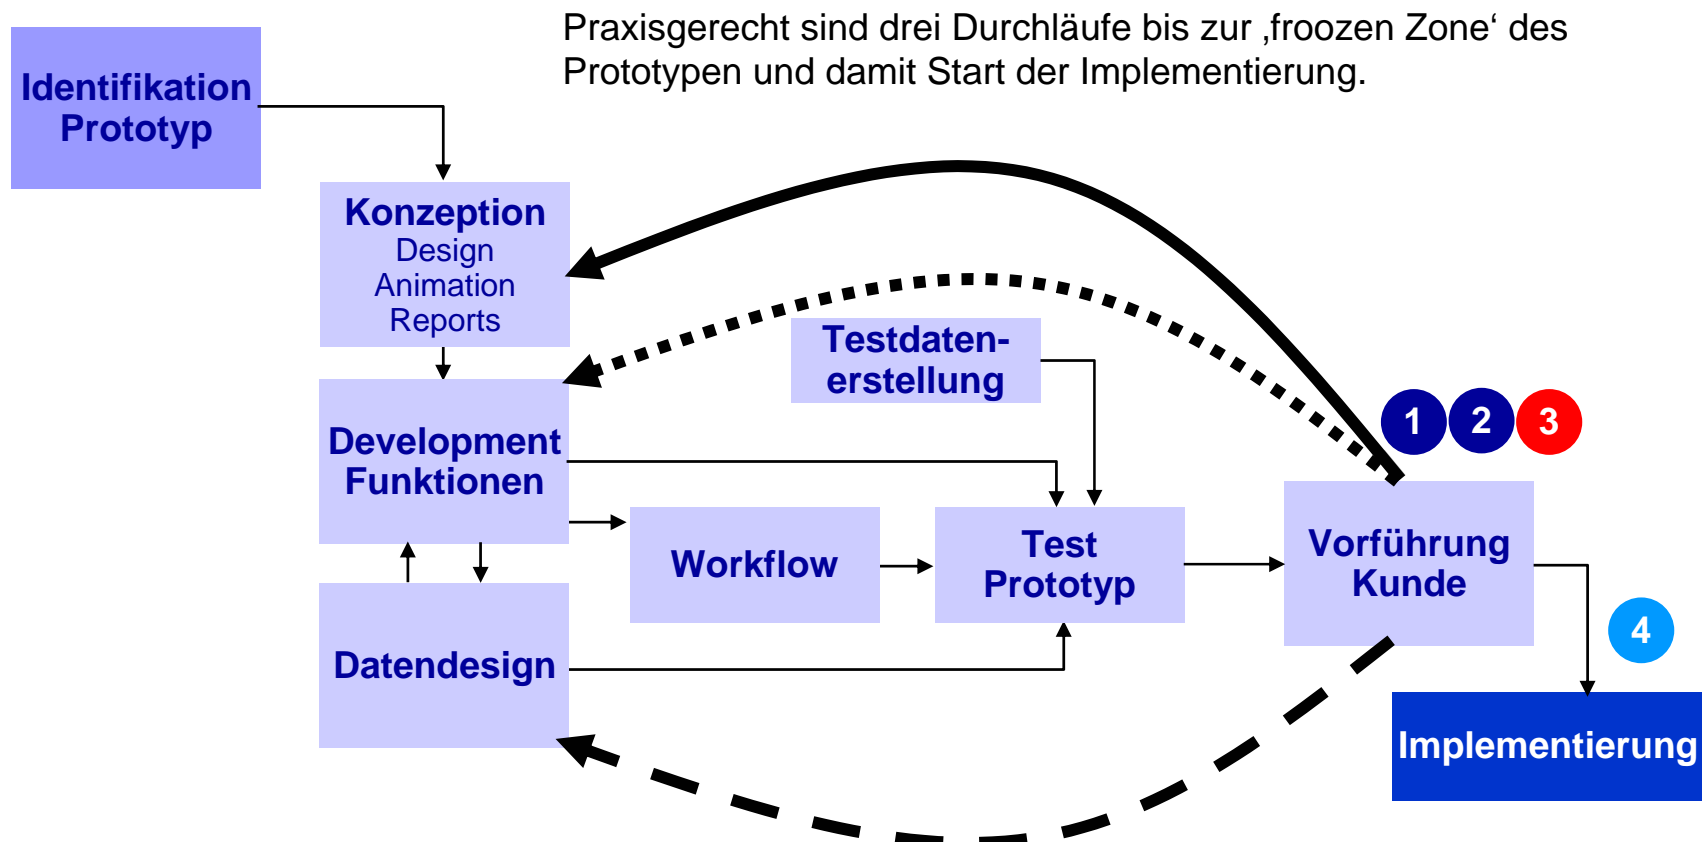 Praxisgerecht sind drei Durchläufe bis zur ‚froozen Zone‘ des
Prototypen und damit Start der Implementierung.
Identifikation
Prototyp
Konzeption
Design
Animation
Reports
Testdaten-
erstellung
1 2 3
Development
Funktionen
Workflow
Test
Prototyp
Vorführung
Kunde
4
Datendesign
Implementierung